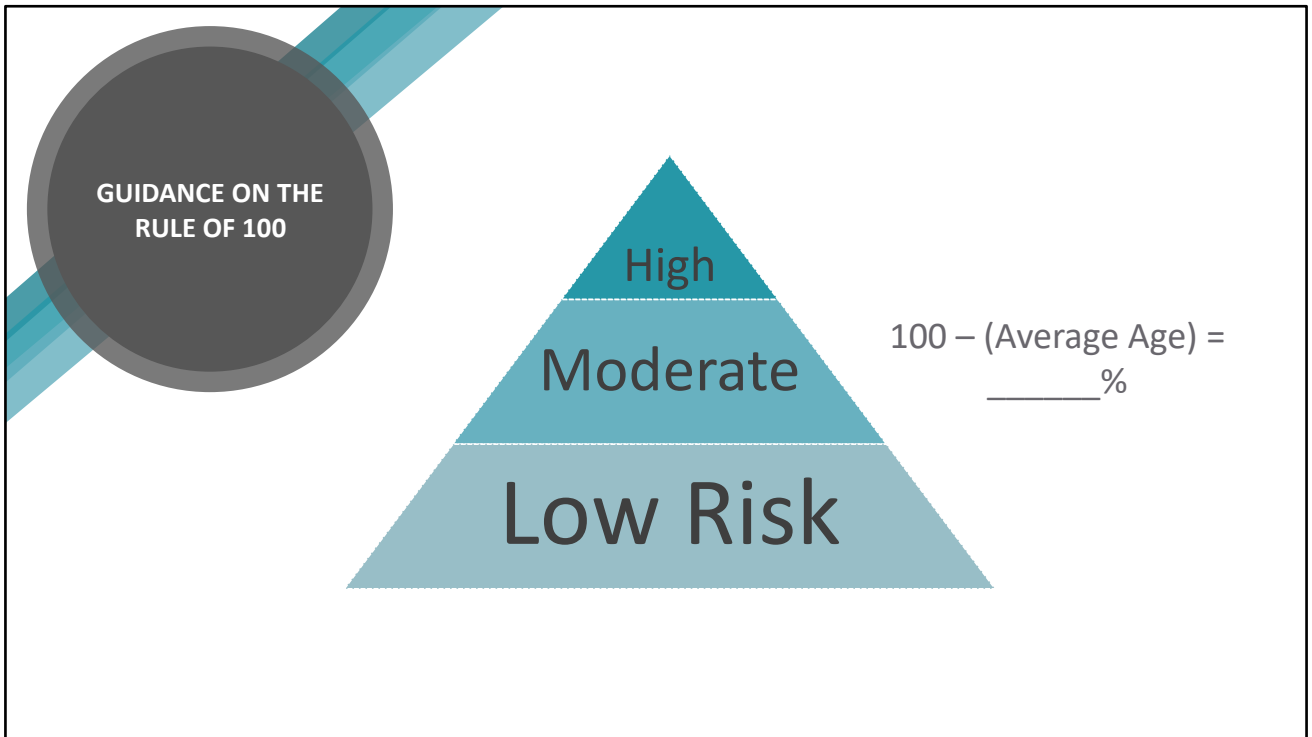 GUIDANCE ON THE
RULE OF 100
High
Moderate
Low Risk
100 – (Average Age) =
______%